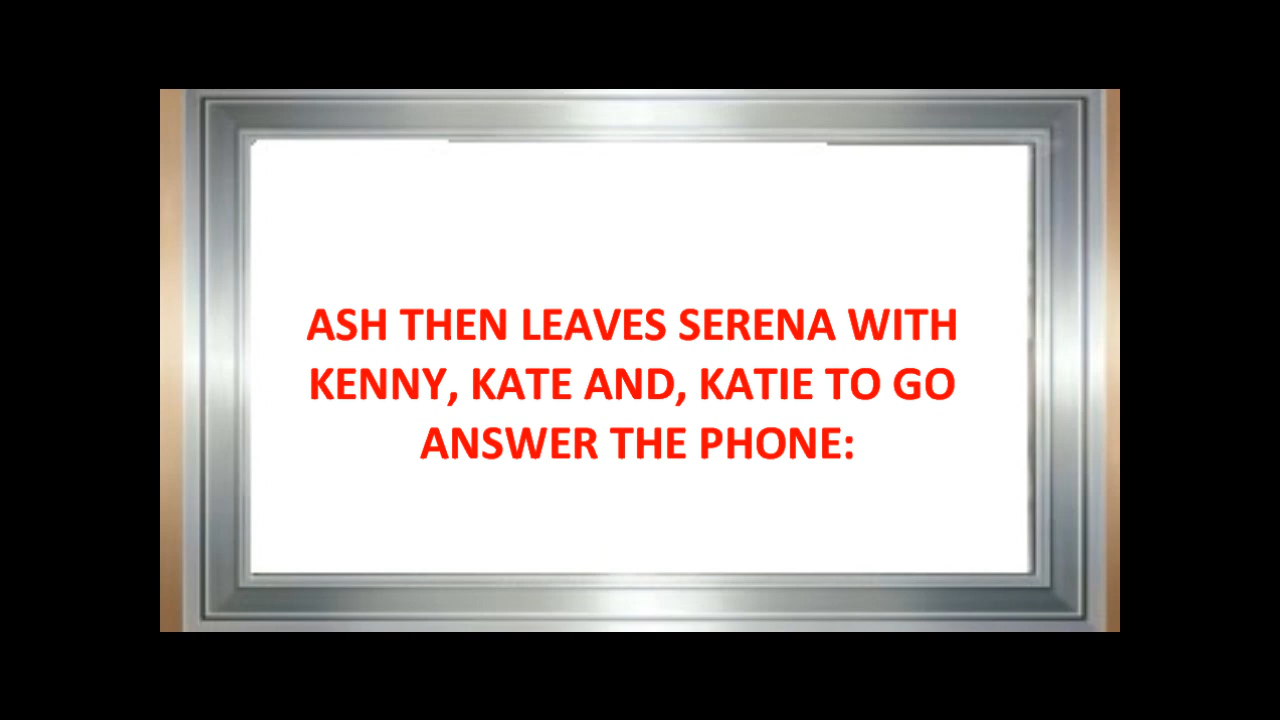 ASH THEN LEAVES SERENA WITH
KENNY, KATE AND, KATIE TO GO
ANSWER THE PHONE: